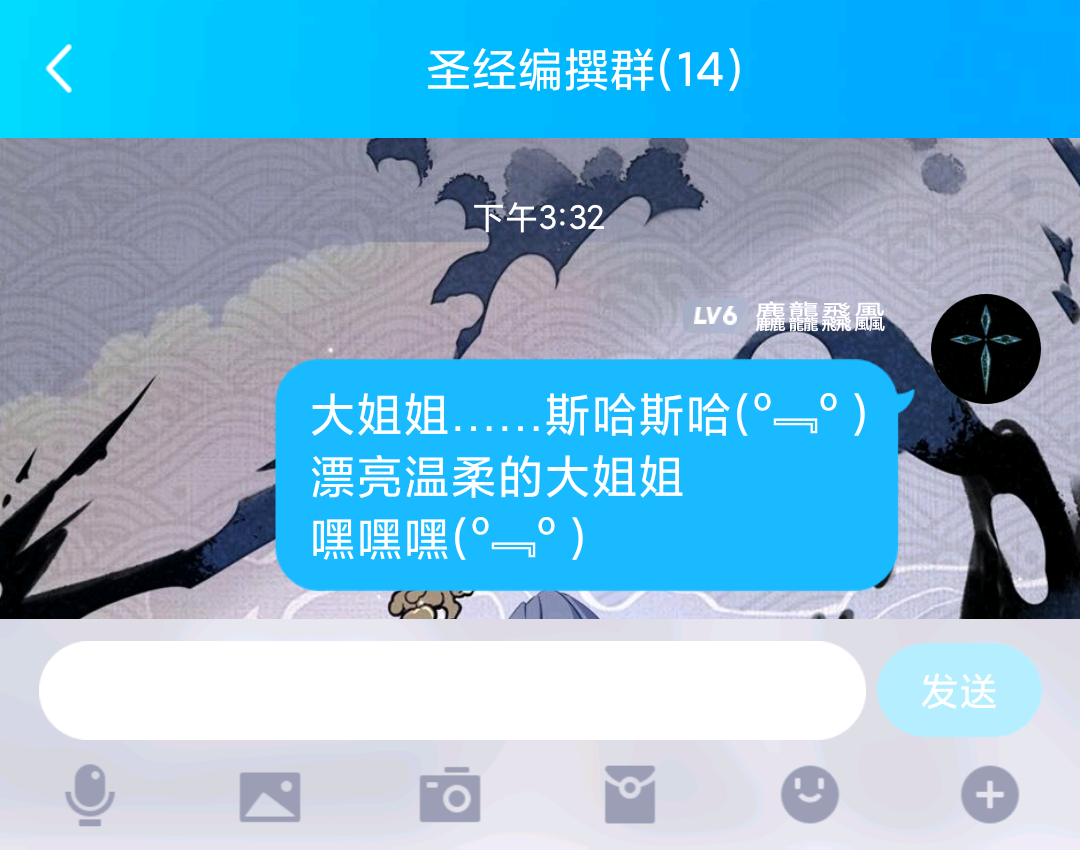 圣经编撰群(14)
下午3:32
LV6 麤龘飝飍
大姐姐……斯哈斯哈(º﹃º )
漂亮温柔的大姐姐
嘿嘿嘿(º﹃º )
发送